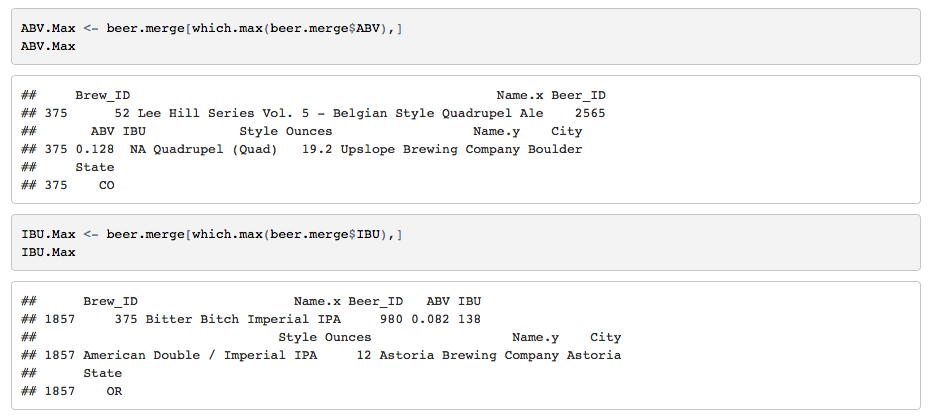 ABV.Max <- beer.merge[which.max(beer.merge$ABV),]
ABV.Max
##     Brew_ID                                               Name.x Beer_ID
## 375      52 Lee Hill Series Vol. 5 - Belgian Style Quadrupel Ale    2565
##       ABV IBU            Style Ounces                  Name.y    City
## 375 0.128  NA Quadrupel (Quad)   19.2 Upslope Brewing Company Boulder
##     State
## 375    CO
IBU.Max <- beer.merge[which.max(beer.merge$IBU),]
IBU.Max
##      Brew_ID                    Name.x Beer_ID   ABV IBU
## 1857     375 Bitter Bitch Imperial IPA     980 0.082 138
##                               Style Ounces                  Name.y    City
## 1857 American Double / Imperial IPA     12 Astoria Brewing Company Astoria
##      State
## 1857    OR